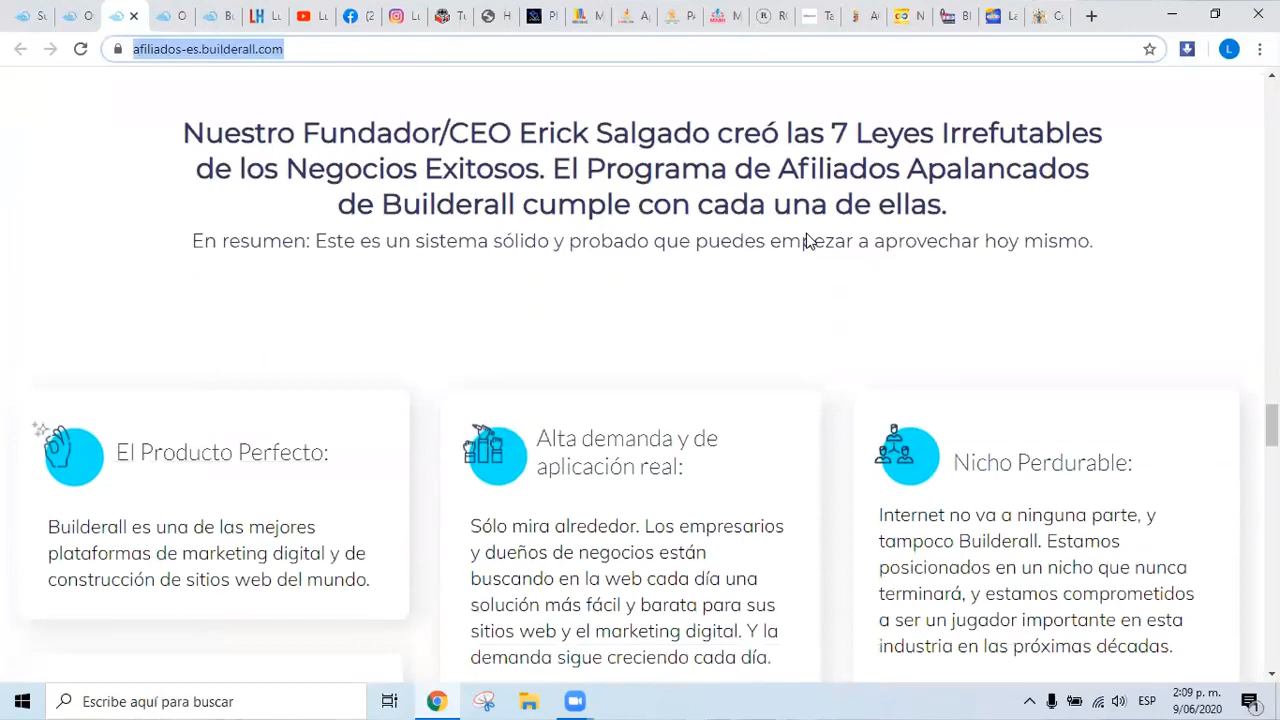 afiliados-es.builderall.com
L
Nuestro Fundador/CEO Erick Salgado creó las 7 Leyes Irrefutables
de los Negocios Exitosos. El Programa de Afiliados Apalancados
de Builderall cumple con cada una de ellas.
En resumen: Este es un sistema sólido y probado que puedes empezar a aprovechar hoy mismo.
El Producto Perfecto:
Builderall es una de las mejores
plataformas de marketing digital y de
construcción de sitios web del mundo.
Alta demanda y de
aplicación real:
Sólo mira alrededor. Los empresarios
y dueños de negocios están
buscando en la web cada día una
solución más fácil y barata para sus
sitios web y el marketing digital. Y la
demanda sigue creciendo cada día.
Nicho Perdurable:
Internet no va a ninguna parte, y
tampoco Builderall. Estamos
posicionados en un nicho que nunca
terminará, y estamos comprometidos
a ser un jugador importante en esta
industria en las próximas décadas.
Escribe aquí para buscar
ESP
2:09 p. m.
9/06/2020